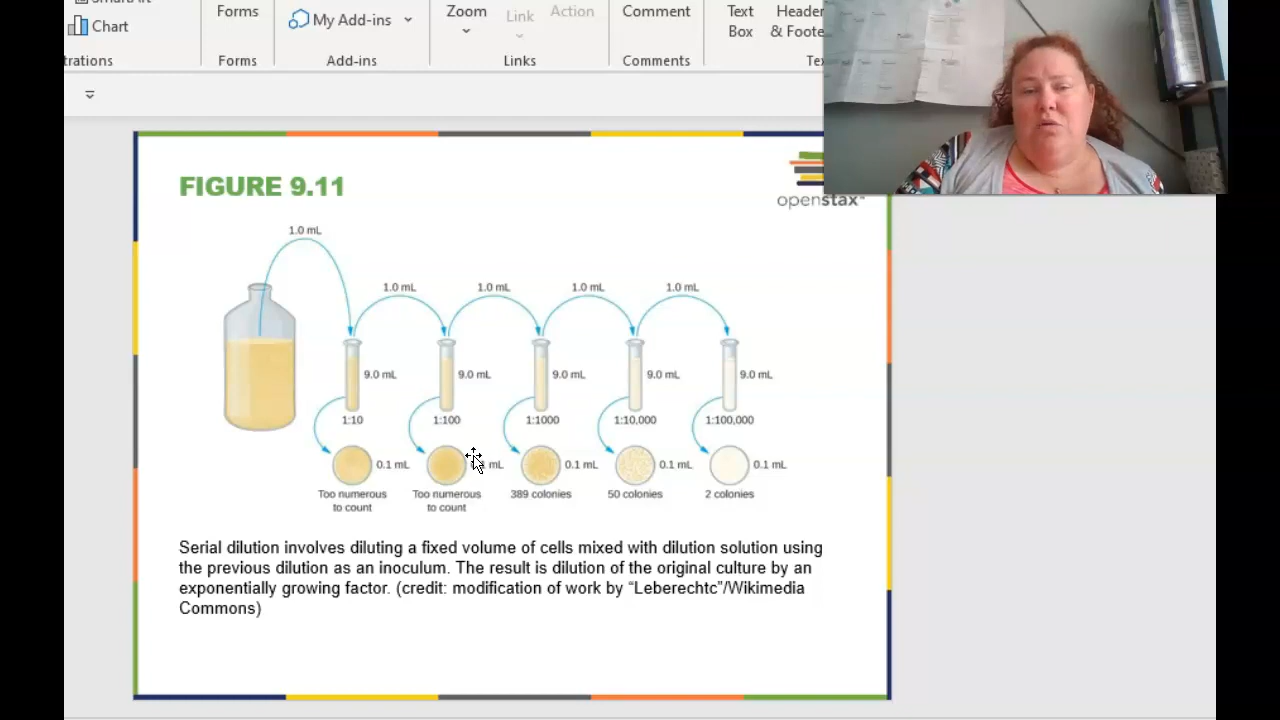 Chart
trations
Forms
Forms
My Add-ins
Add-ins
Zoom
Link
Action
Links
Comment
Comments
Text
Box
Header
& Foote
Tex
FIGURE 9.11
openstax™
1.0 mL
1.0 mL 1.0 mL 1.0 mL 1.0 mL
9.0 mL 9.0 mL 9.0 mL 9.0 mL 9.0 mL
1:10 1:100 1:1000 1:10,000 1:100,000
0.1 mL mL 0.1 mL 0.1 mL 0.1 mL
Too numerous Too numerous 389 colonies 50 colonies 2 colonies
to count to count
Serial dilution involves diluting a fixed volume of cells mixed with dilution solution using
the previous dilution as an inoculum. The result is dilution of the original culture by an
exponentially growing factor. (credit: modification of work by “Leberechtc”/Wikimedia
Commons)